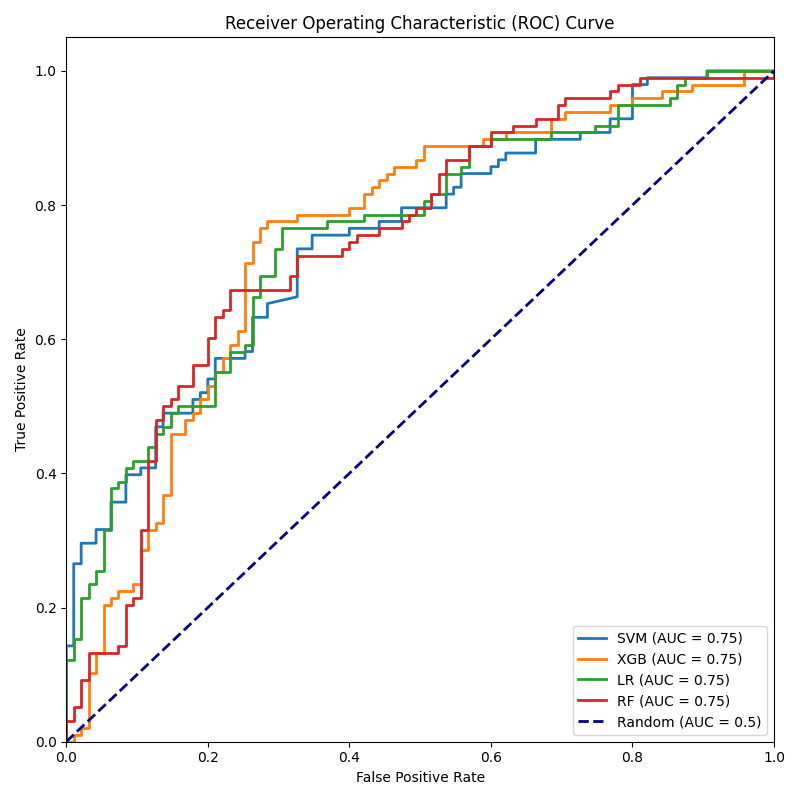 Receiver Operating Characteristic (ROC) Curve
True Positive Rate
1.0
0.8
0.6
0.4
0.2
0.0
SVM (AUC = 0.75)
XGB (AUC = 0.75)
LR (AUC = 0.75)
RF (AUC = 0.75)
Random (AUC = 0.5)
0.0 0.2 0.4 0.6 0.8 1.0
False Positive Rate